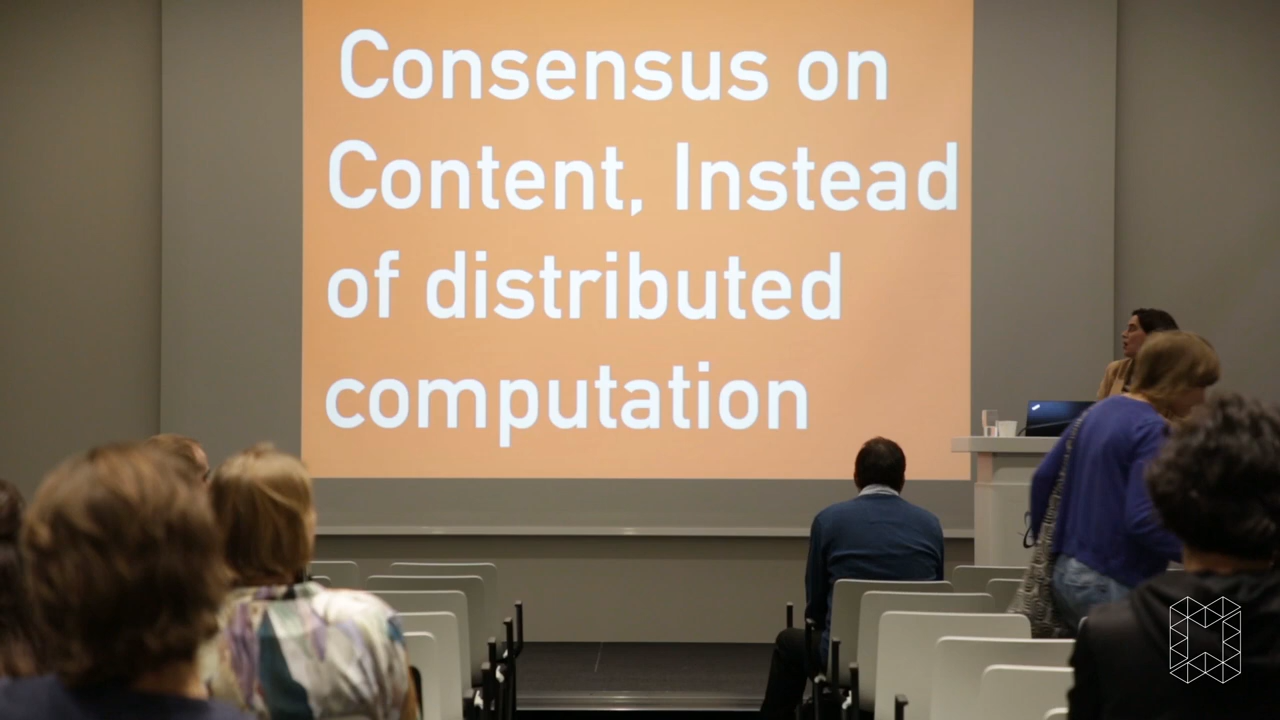 Consensus on
Content, Instead
of distributed
computation